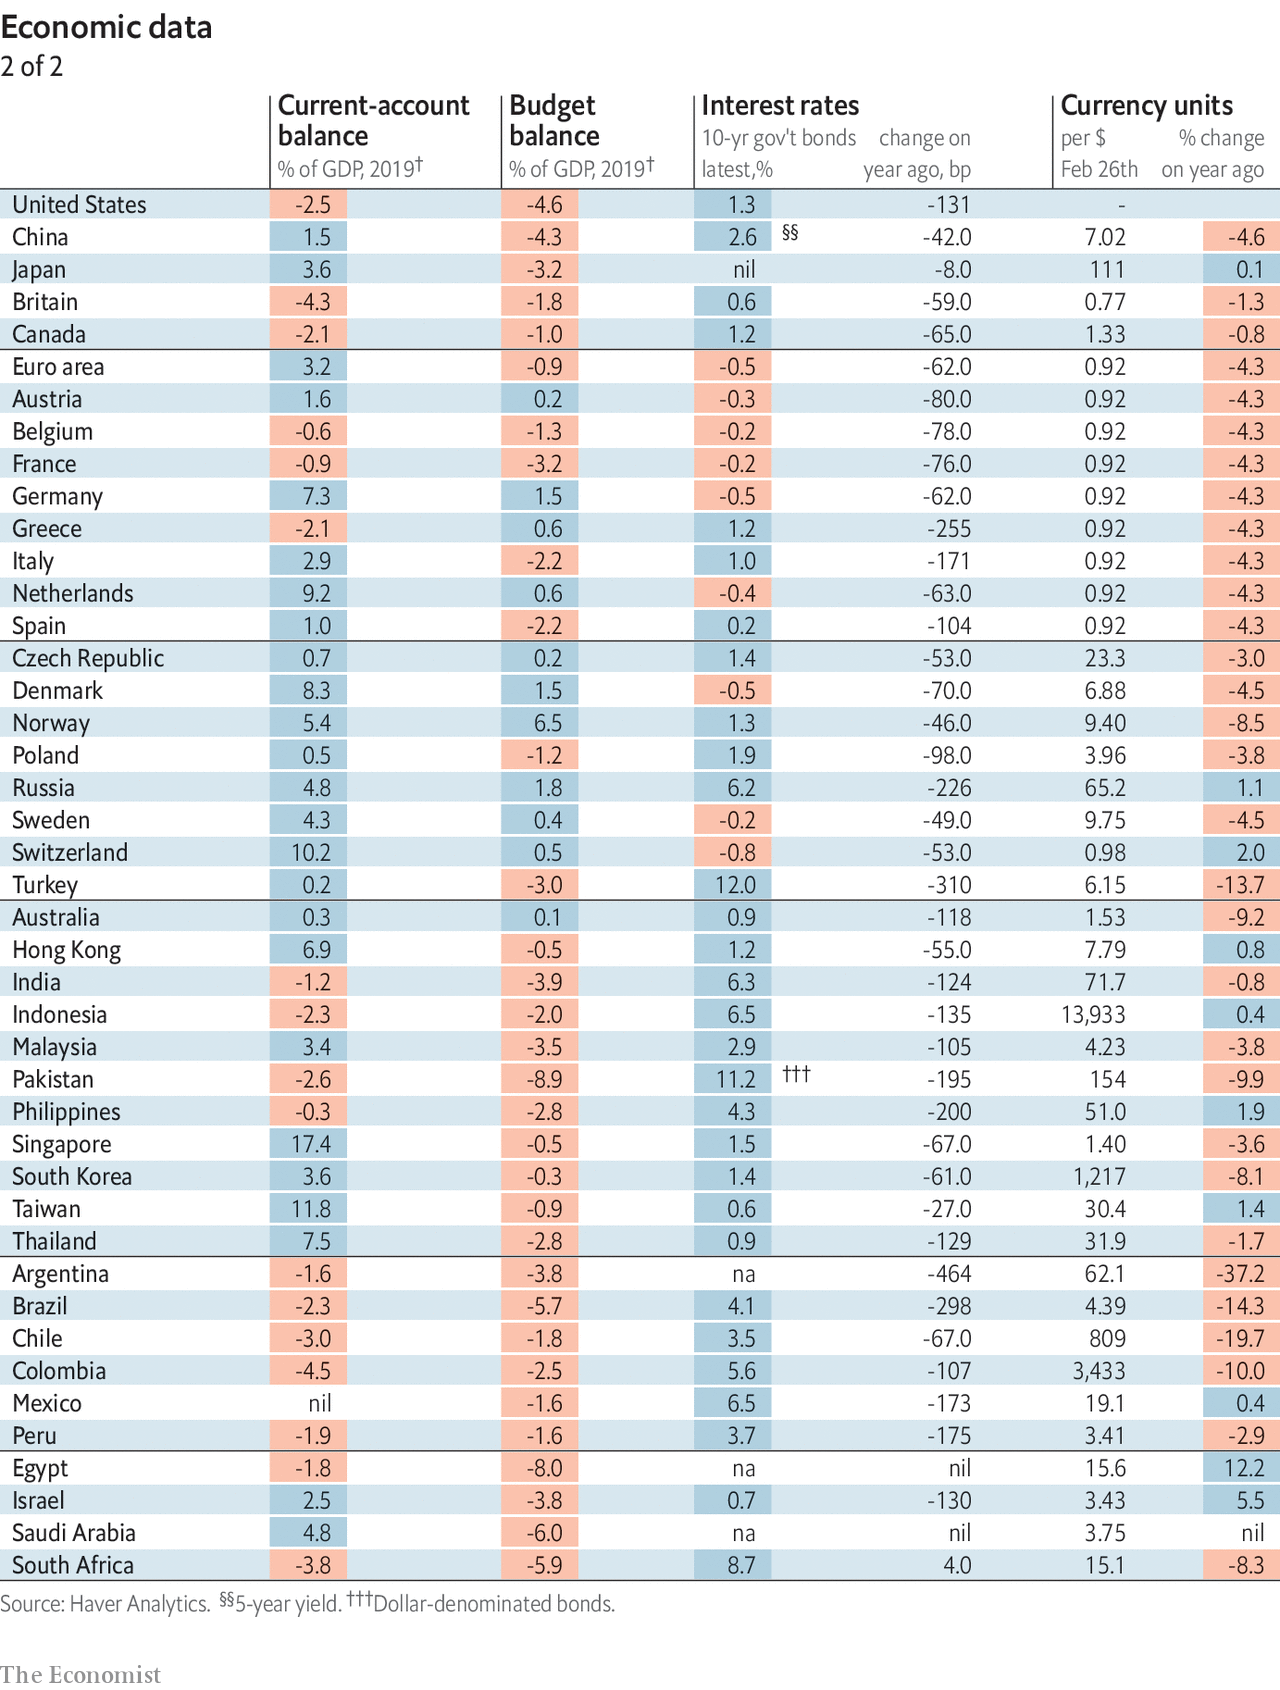 Economic data
2 of 2
Current-account balance % of GDP, 2019† Budget balance % of GDP, 2019† Interest rates 10-yr gov't bonds latest,% change on year ago, bp Currency units per $ Feb 26th % change on year ago
United States -2.5 -4.6 1.3 -131 -
China 1.5 -4.3 2.6 §§ -42.0 7.02 -4.6
Japan 3.6 -3.2 nil -8.0 111 0.1
Britain -4.3 -1.8 0.6 -59.0 0.77 -1.3
Canada -2.1 -1.0 1.2 -65.0 1.33 -0.8
Euro area 3.2 -0.9 -0.5 -62.0 0.92 -4.3
Austria 1.6 0.2 -0.3 -80.0 0.92 -4.3
Belgium -0.6 -1.3 -0.2 -78.0 0.92 -4.3
France -0.9 -3.2 -0.2 -76.0 0.92 -4.3
Germany 7.3 1.5 -0.5 -62.0 0.92 -4.3
Greece -2.1 0.6 1.2 -255 0.92 -4.3
Italy 2.9 -2.2 1.0 -171 0.92 -4.3
Netherlands 9.2 0.6 -0.4 -63.0 0.92 -4.3
Spain 1.0 -2.2 0.2 -104 0.92 -4.3
Czech Republic 0.7 0.2 1.4 -53.0 23.3 -3.0
Denmark 8.3 1.5 -0.5 -70.0 6.88 -4.5
Norway 5.4 6.5 1.3 -46.0 9.40 -8.5
Poland 0.5 -1.2 1.9 -98.0 3.96 -3.8
Russia 4.8 1.8 6.2 -226 65.2 1.1
Sweden 4.3 0.4 -0.2 -49.0 9.75 -4.5
Switzerland 10.2 0.5 -0.8 -53.0 0.98 2.0
Turkey 0.2 -3.0 12.0 -310 6.15 -13.7
Australia 0.3 0.1 0.9 -118 1.53 -9.2
Hong Kong 6.9 -0.5 1.2 -55.0 7.79 0.8
India -1.2 -3.9 6.3 -124 71.7 -0.8
Indonesia -2.3 -2.0 6.5 -135 13,933 0.4
Malaysia 3.4 -3.5 2.9 -105 4.23 -3.8
Pakistan -2.6 -8.9 11.2 ††† -195 154 -9.9
Philippines -0.3 -2.8 4.3 -200 51.0 1.9
Singapore 17.4 -0.5 1.5 -67.0 1.40 -3.6
South Korea 3.6 -0.3 1.4 -61.0 1,217 -8.1
Taiwan 11.8 -0.9 0.6 -27.0 30.4 1.4
Thailand 7.5 -2.8 0.9 -129 31.9 -1.7
Argentina -1.6 -3.8 na -464 62.1 -37.2
Brazil -2.3 -5.7 4.1 -298 4.39 -14.3
Chile -3.0 -1.8 3.5 -67.0 809 -19.7
Colombia -4.5 -2.5 5.6 -107 3,433 -10.0
Mexico nil -1.6 6.5 -173 19.1 0.4
Peru -1.9 -1.6 3.7 -175 3.41 -2.9
Egypt -1.8 -8.0 na nil 15.6 12.2
Israel 2.5 -3.8 0.7 -130 3.43 5.5
Saudi Arabia 4.8 -6.0 na nil 3.75 nil
South Africa -3.8 -5.9 8.7 4.0 15.1 -8.3
Source: Haver Analytics. §§5-year yield. †††Dollar-denominated bonds.
The Economist